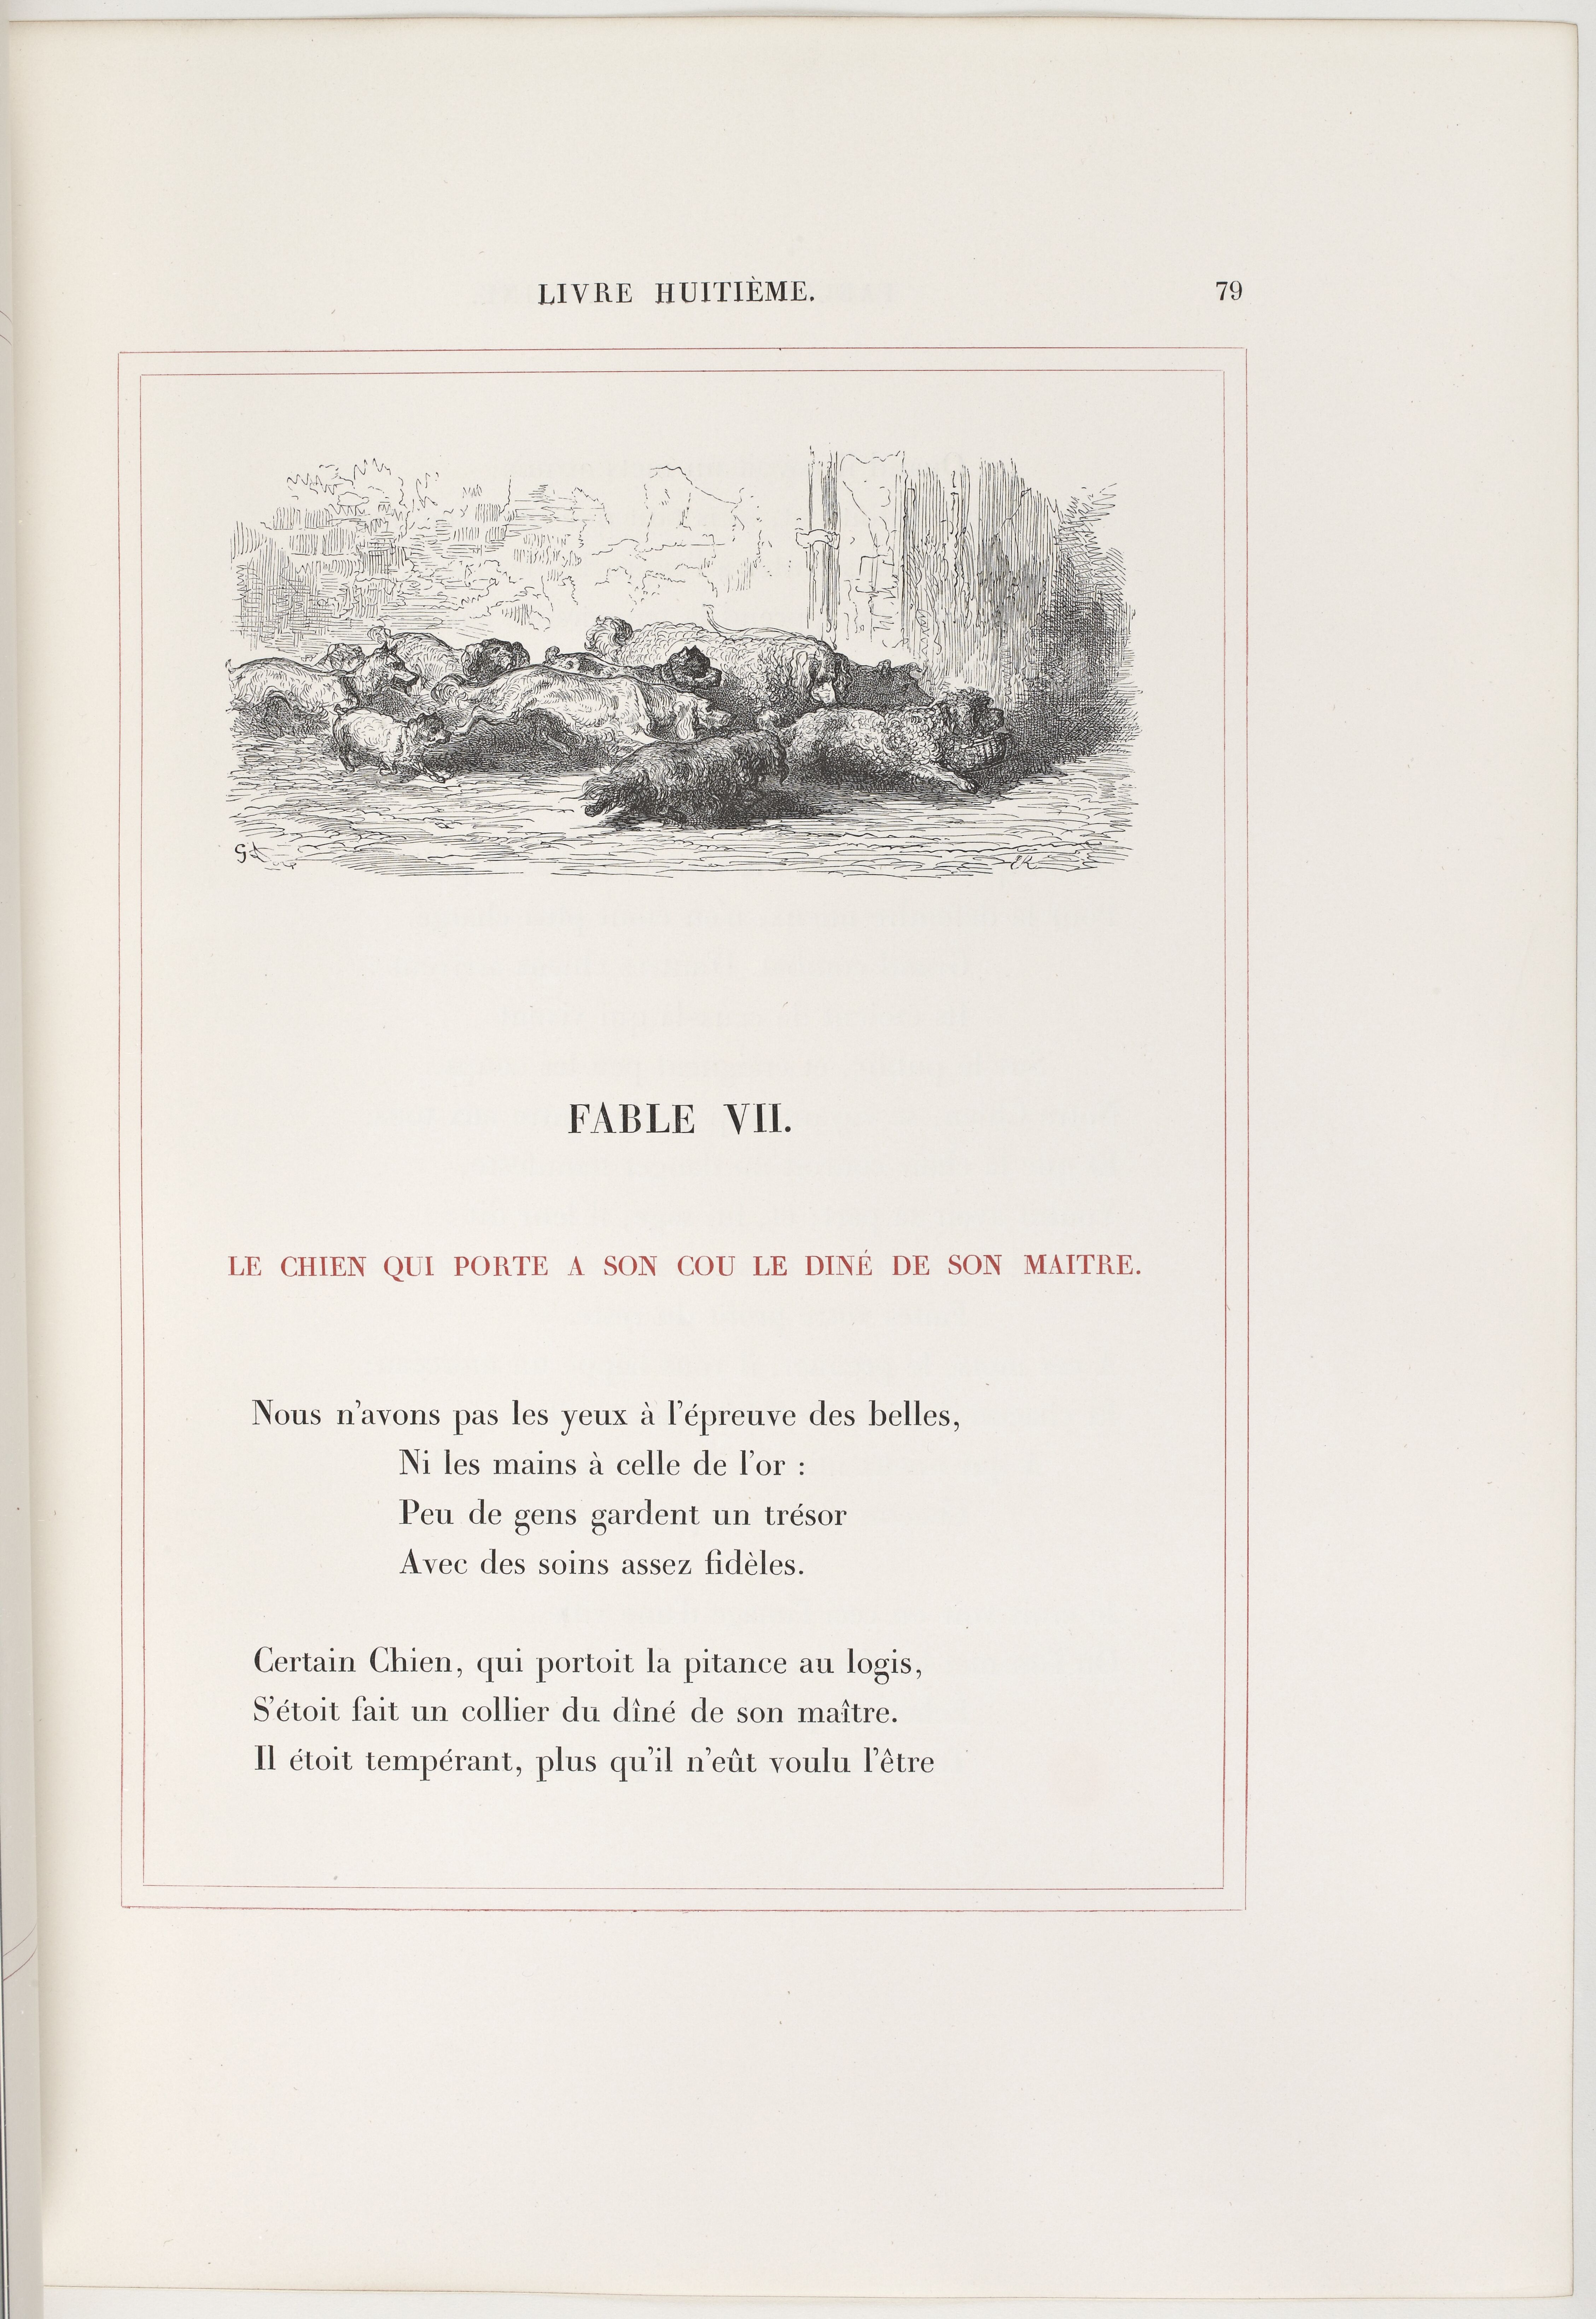 LIVRE HUITIÈME. 79
FABLE VII.
LE CHIEN QUI PORTE A SON COU LE DINÉ DE SON MAITRE.
Nous n'avons pas les yeux à l'épreuve des belles,
Ni les mains à celle de l'or :
Peu de gens gardent un trésor
Avec des soins assez fidèles.
Certain Chien, qui portoit la pitance au logis,
S'étoit fait un collier du dîné de son maître.
Il étoit tempérant, plus qu'il n'eût voulu l'être